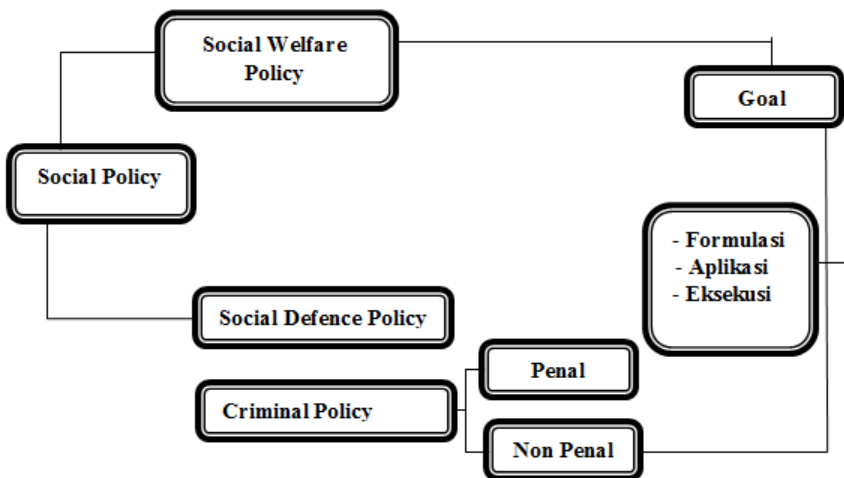 Social Welfare
Policy
Goal
Social Policy
- Formulasi
- Aplikasi
- Eksekusi
Social Defence Policy
Penal
Criminal Policy
Non Penal